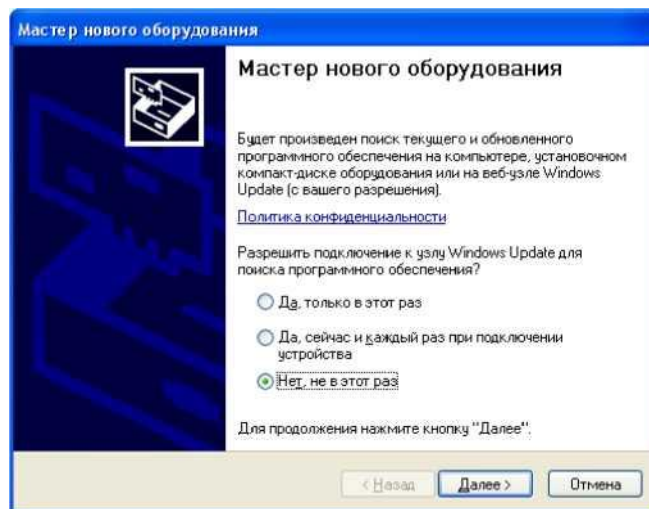 Мастер нового оборудования
Мастер нового оборудования
Будет произведен поиск текущего и обновленного
программного обеспечения на компьютере, установочном
компакт-диске оборудования или на веб-узле Windows
Update (с вашего разрешения).
Политика конфиденциальности
Разрешить подключение к узлу Windows Update для
поиска программного обеспечения?
Да, только в этот раз
Да, сейчас и каждый раз при подключении
устройства
Нет, не в этот раз
Для продолжения нажмите кнопку "Далее".
< Назад Далее > Отмена